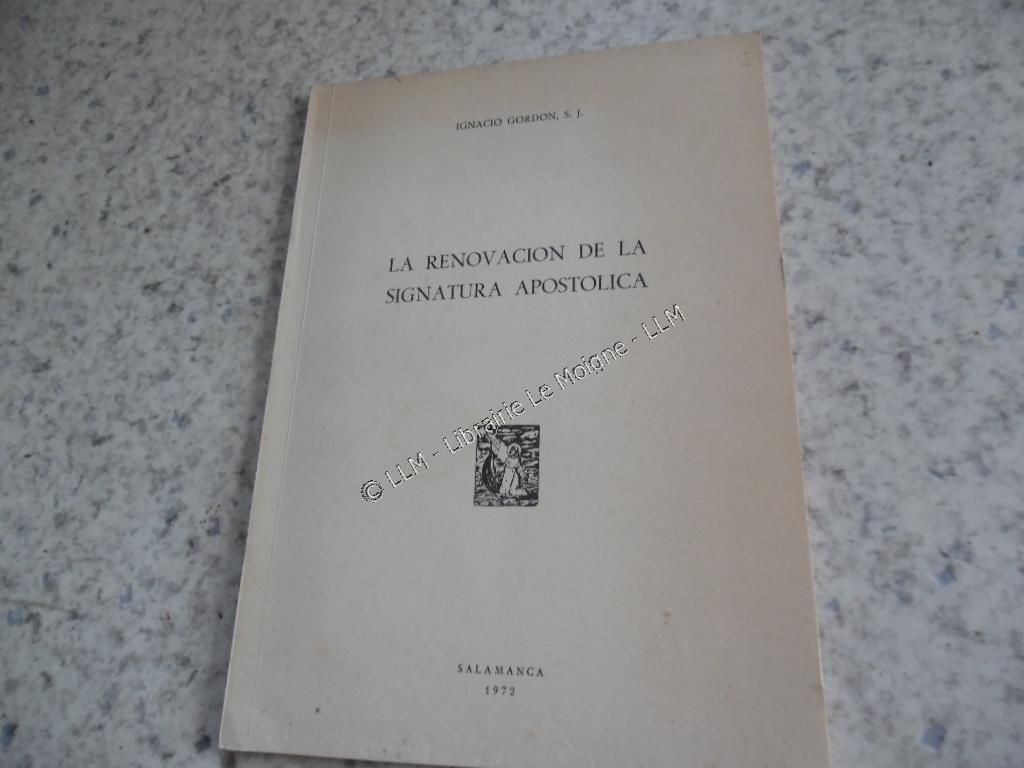 IGNACIO GORDON, S. J.
LA RENOVACION DE LA
SIGNATURA APOSTOLICA
© LLM - Librairie Le Moigne - LLM
SALAMANCA
1972